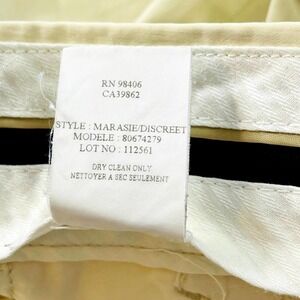 RN 98406
CA39862
STYLE : MARASIE/DISCREET
MODELE : 80674279
LOT NO : 112561
DRY CLEAN ONLY
NETTOYER A SEC SEULEMENT